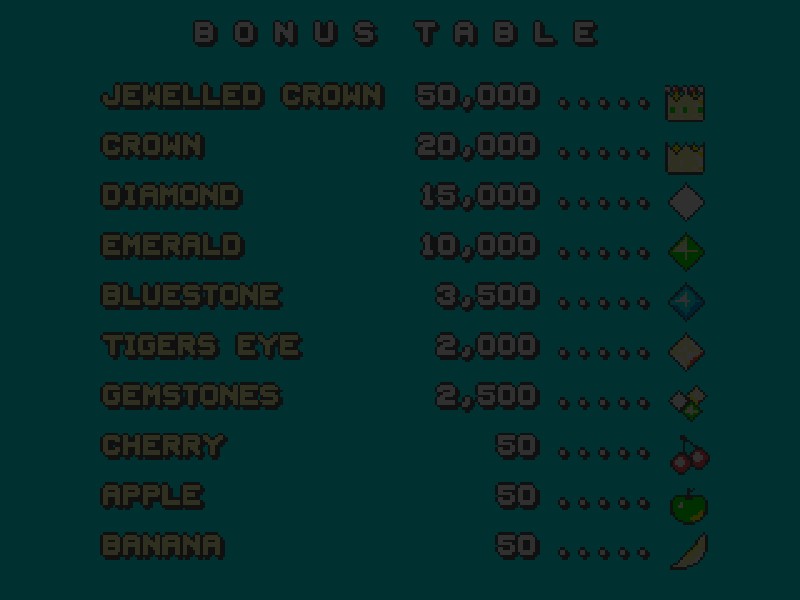 BONUS TABLE
JEWELLED CROWN 50,000 .....
CROWN 20,000 .....
DIAMOND 15,000 .....
EMERALD 10,000 .....
BLUESTONE 3,500 .....
TIGERS EYE 2,000 .....
GEMSTONES 2,500 .....
CHERRY 50 .....
APPLE 50 .....
BANANA 50 .....